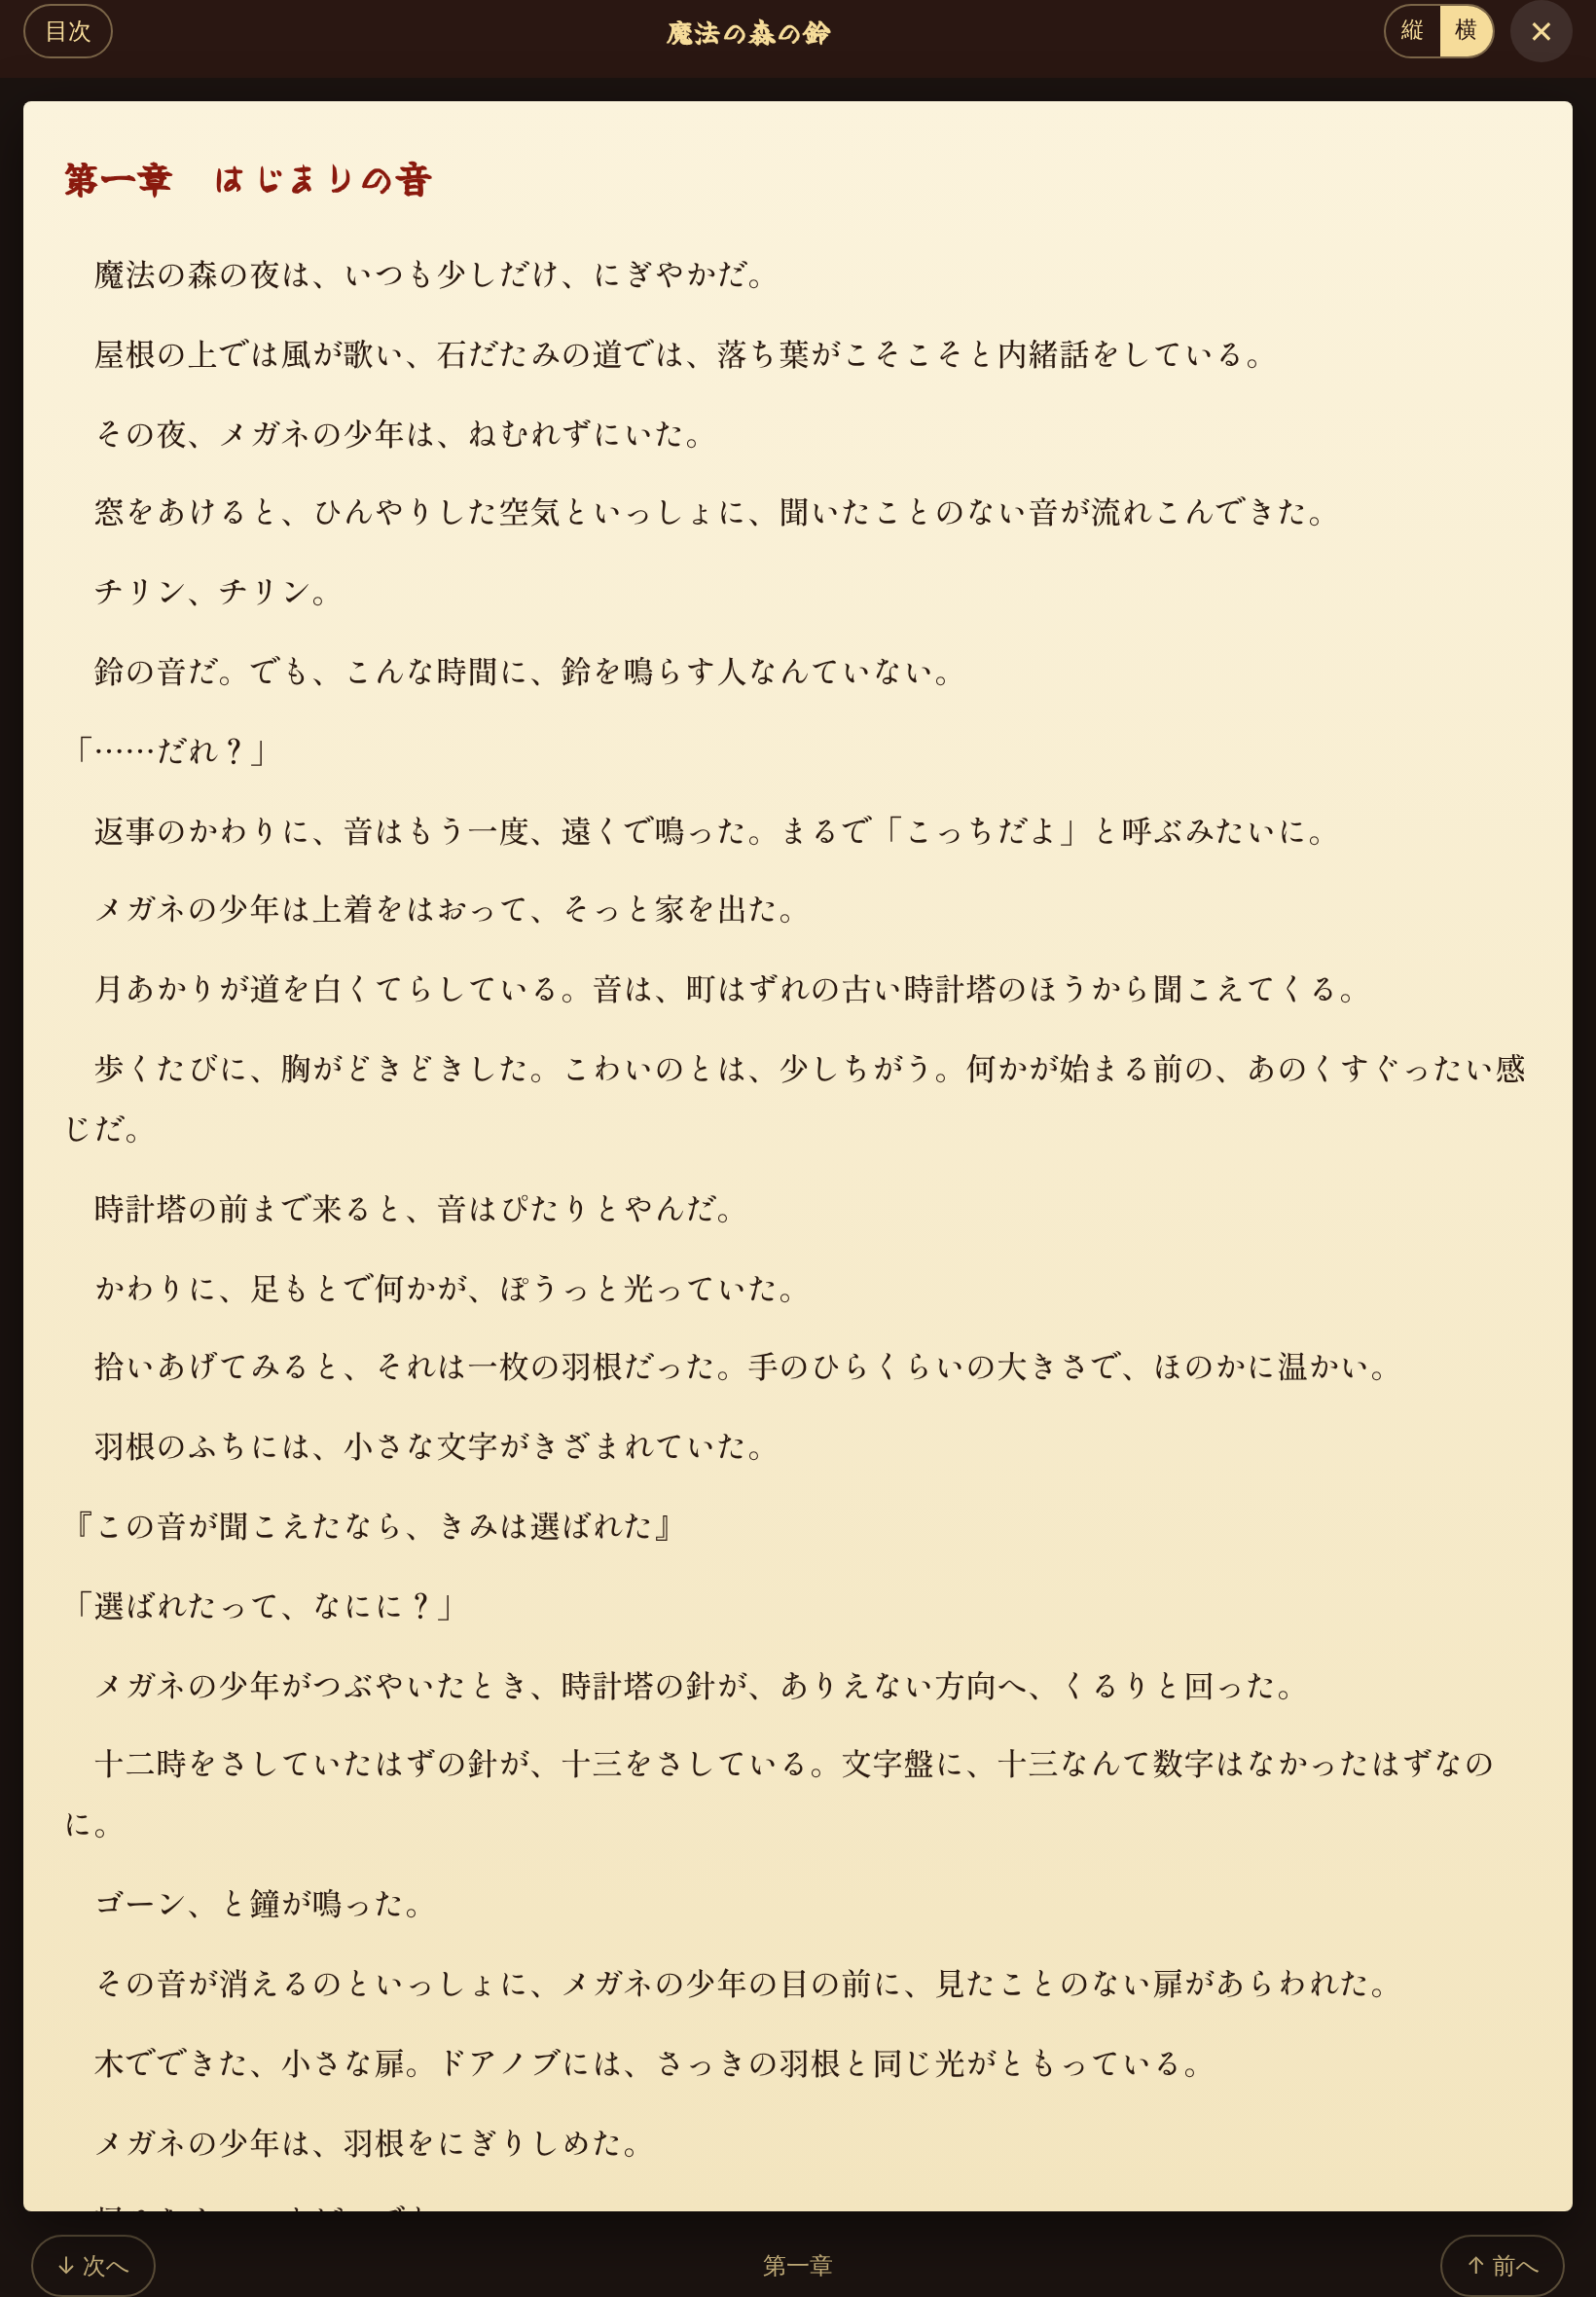 目次
魔法の森の鈴
縦
横
✕
第一章　はじまりの音
　魔法の森の夜は、いつも少しだけ、にぎやかだ。
　屋根の上では風が歌い、石だたみの道では、落ち葉がこそこそと内緒話をしている。
　その夜、メガネの少年は、ねむれずにいた。
　窓をあけると、ひんやりした空気といっしょに、聞いたことのない音が流れこんできた。
　チリン、チリン。
　鈴の音だ。でも、こんな時間に、鈴を鳴らす人なんていない。
「……だれ？」
　返事のかわりに、音はもう一度、遠くで鳴った。まるで「こっちだよ」と呼ぶみたいに。
　メガネの少年は上着をはおって、そっと家を出た。
　月あかりが道を白くてらしている。音は、町はずれの古い時計塔のほうから聞こえてくる。
　歩くたびに、胸がどきどきした。こわいのとは、少しちがう。何かが始まる前の、あのくすぐったい感
じだ。
　時計塔の前まで来ると、音はぴたりとやんだ。
　かわりに、足もとで何かが、ぽうっと光っていた。
　拾いあげてみると、それは一枚の羽根だった。手のひらくらいの大きさで、ほのかに温かい。
　羽根のふちには、小さな文字がきざまれていた。
『この音が聞こえたなら、きみは選ばれた』
「選ばれたって、なにに？」
　メガネの少年がつぶやいたとき、時計塔の針が、ありえない方向へ、くるりと回った。
　十二時をさしていたはずの針が、十三をさしている。文字盤に、十三なんて数字はなかったはずなの
に。
　ゴーン、と鐘が鳴った。
　その音が消えるのといっしょに、メガネの少年の目の前に、見たことのない扉があらわれた。
　木でできた、小さな扉。ドアノブには、さっきの羽根と同じ光がともっている。
　メガネの少年は、羽根をにぎりしめた。
↓ 次へ
第一章
↑ 前へ